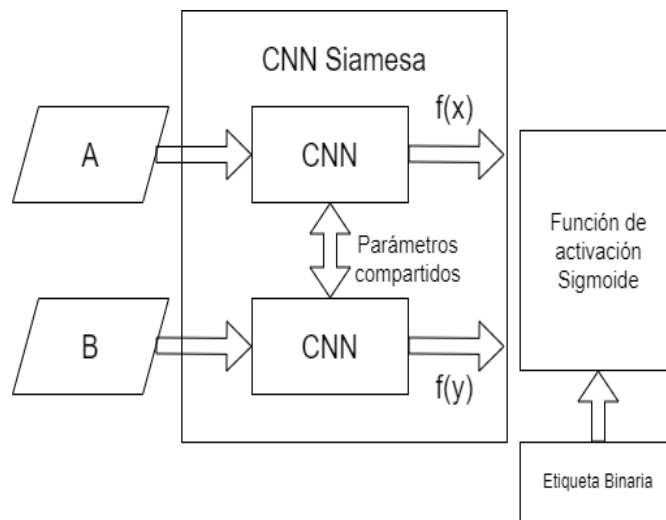 CNN Siamesa
A
CNN
f(x)
Parámetros
compartidos
Función de
activación
Sigmoide
B
CNN
f(y)
Etiqueta Binaria